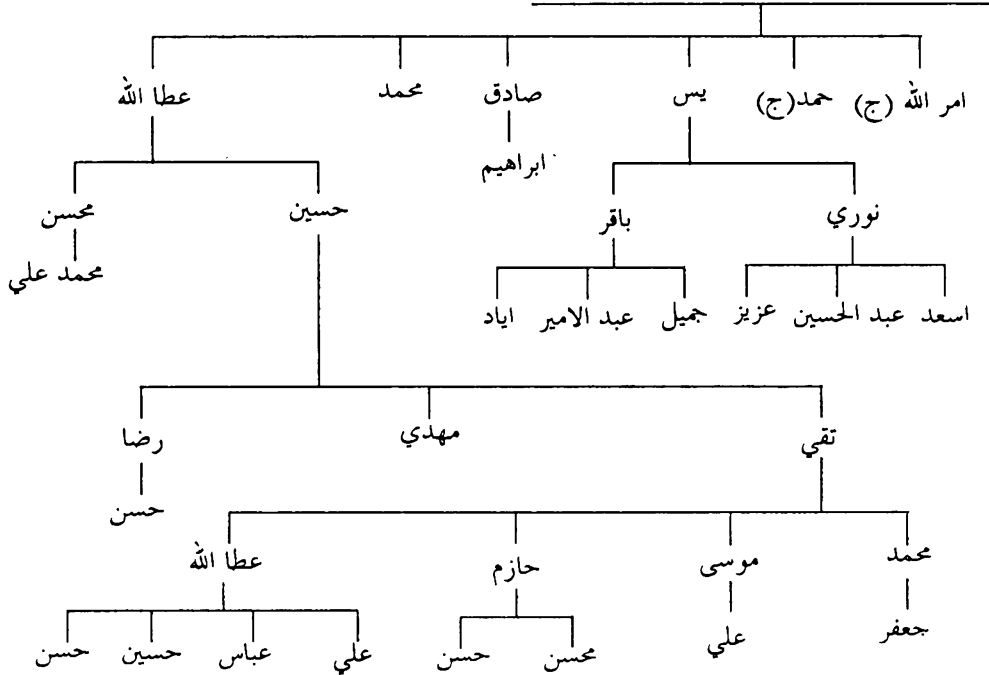 امر الله (ج) حمد(ج) يس صادق محمد عطا الله
ابراهيم
نوري باقر حسين محسن
محمد علي
اسعد عبد الحسين عزيز جميل عبد الامير اياد
تقي مهدي رضا
حسن
محمد موسى حازم عطا الله
جعفر علي محسن حسن علي عباس حسين حسن